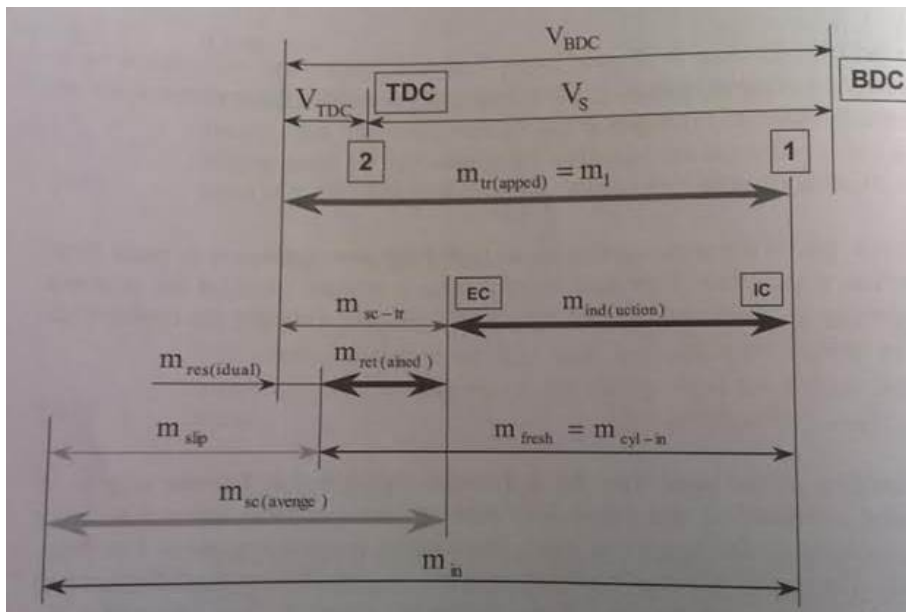 V_BDC
V_TDC TDC V_S BDC
2 1
m_tr(apped) = m_1
EC IC
m_sc-tr m_ind(uction)
m_res(idual) m_ret(ained)
m_slip m_fresh = m_cyl-in
m_sc(avenge)
m_in